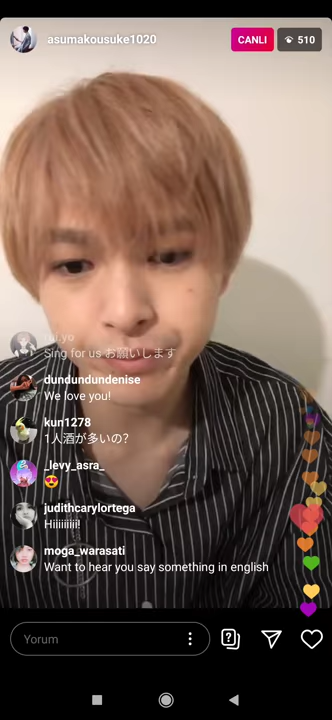 asumakousuke1020
CANLI
510
Sing for us お願いします
dundundundenise
We love you!
kun1278
1人酒が多いの?
_levy_asra_
😍
judithcarylortega
Hiiiiiiiii!
moga_warasati
Want to hear you say something in english
Yorum